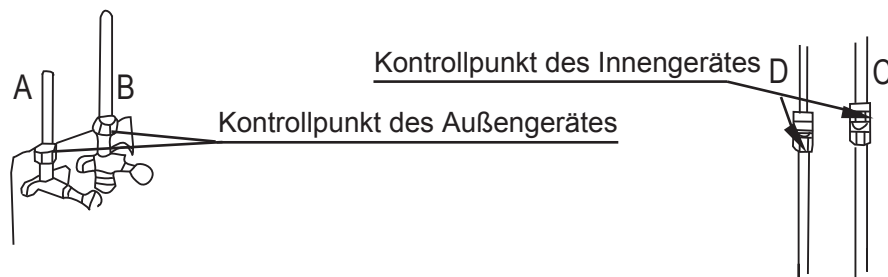 Kontrollpunkt des Innengerätes
A
B
D
C
Kontrollpunkt des Außengerätes